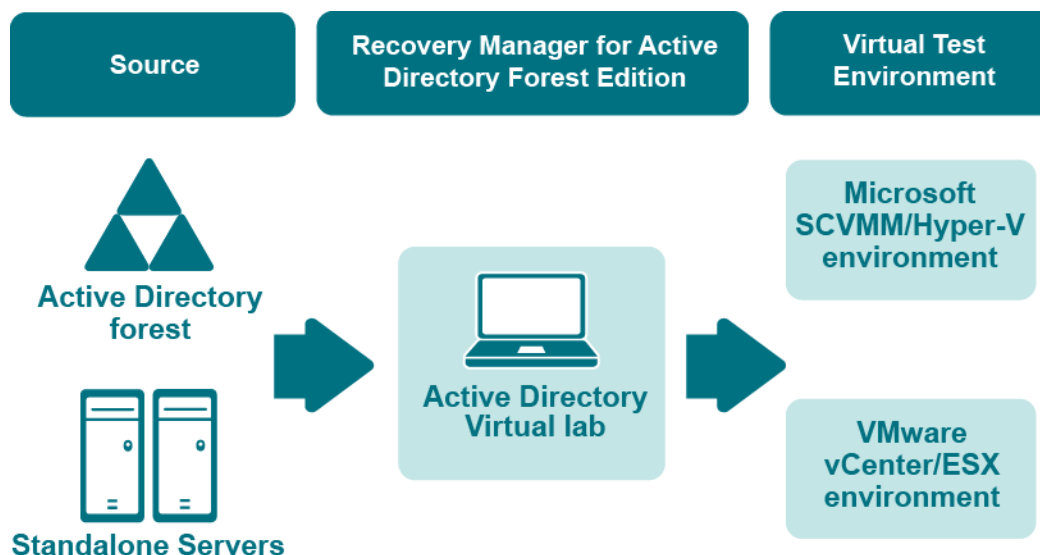 Source
Recovery Manager for Active
Directory Forest Edition
Virtual Test
Environment
Active Directory
forest
Standalone Servers
Active Directory
Virtual lab
Microsoft
SCVMM/Hyper-V
environment
VMware
vCenter/ESX
environment